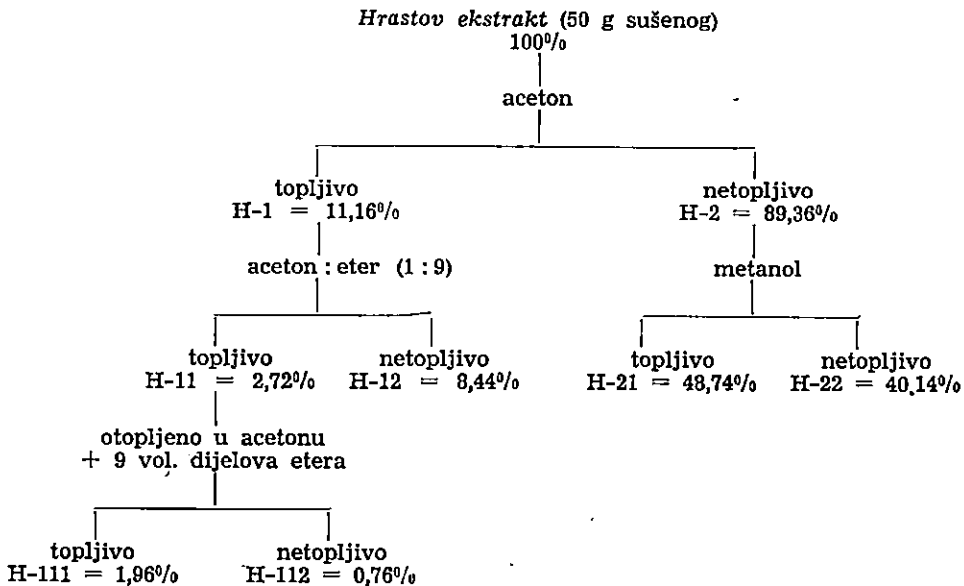 Hrastov ekstrakt (50 g sušenog)
100%
aceton
topljivo
H-1 = 11,16%
netopljivo
H-2 = 89,36%
aceton : eter (1 : 9)
metanol
topljivo
H-11 = 2,72%
netopljivo
H-12 = 8,44%
topljivo
H-21 = 48,74%
netopljivo
H-22 = 40,14%
otopljeno u acetonu
+ 9 vol. dijelova etera
topljivo
H-111 = 1,96%
netopljivo
H-112 = 0,76%